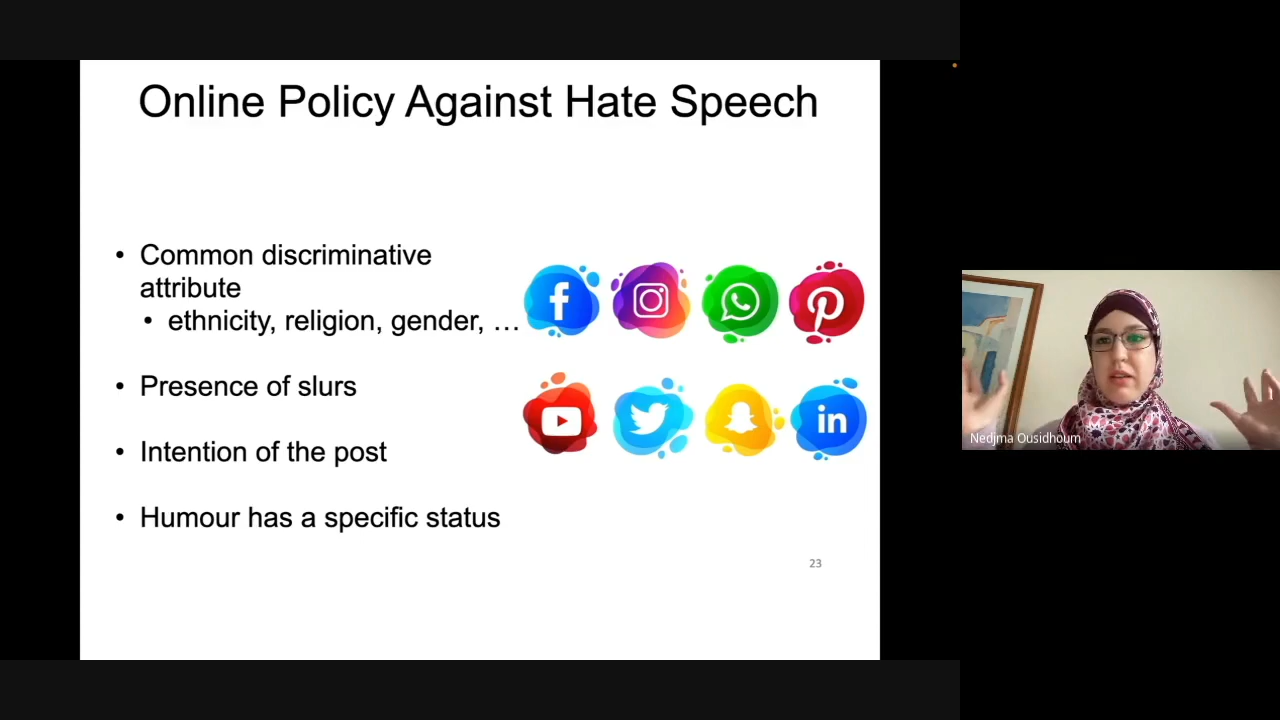 Online Policy Against Hate Speech
• Common discriminative
attribute
• ethnicity, religion, gender, …
• Presence of slurs
• Intention of the post
• Humour has a specific status
23
Nedjma Ousidhoum